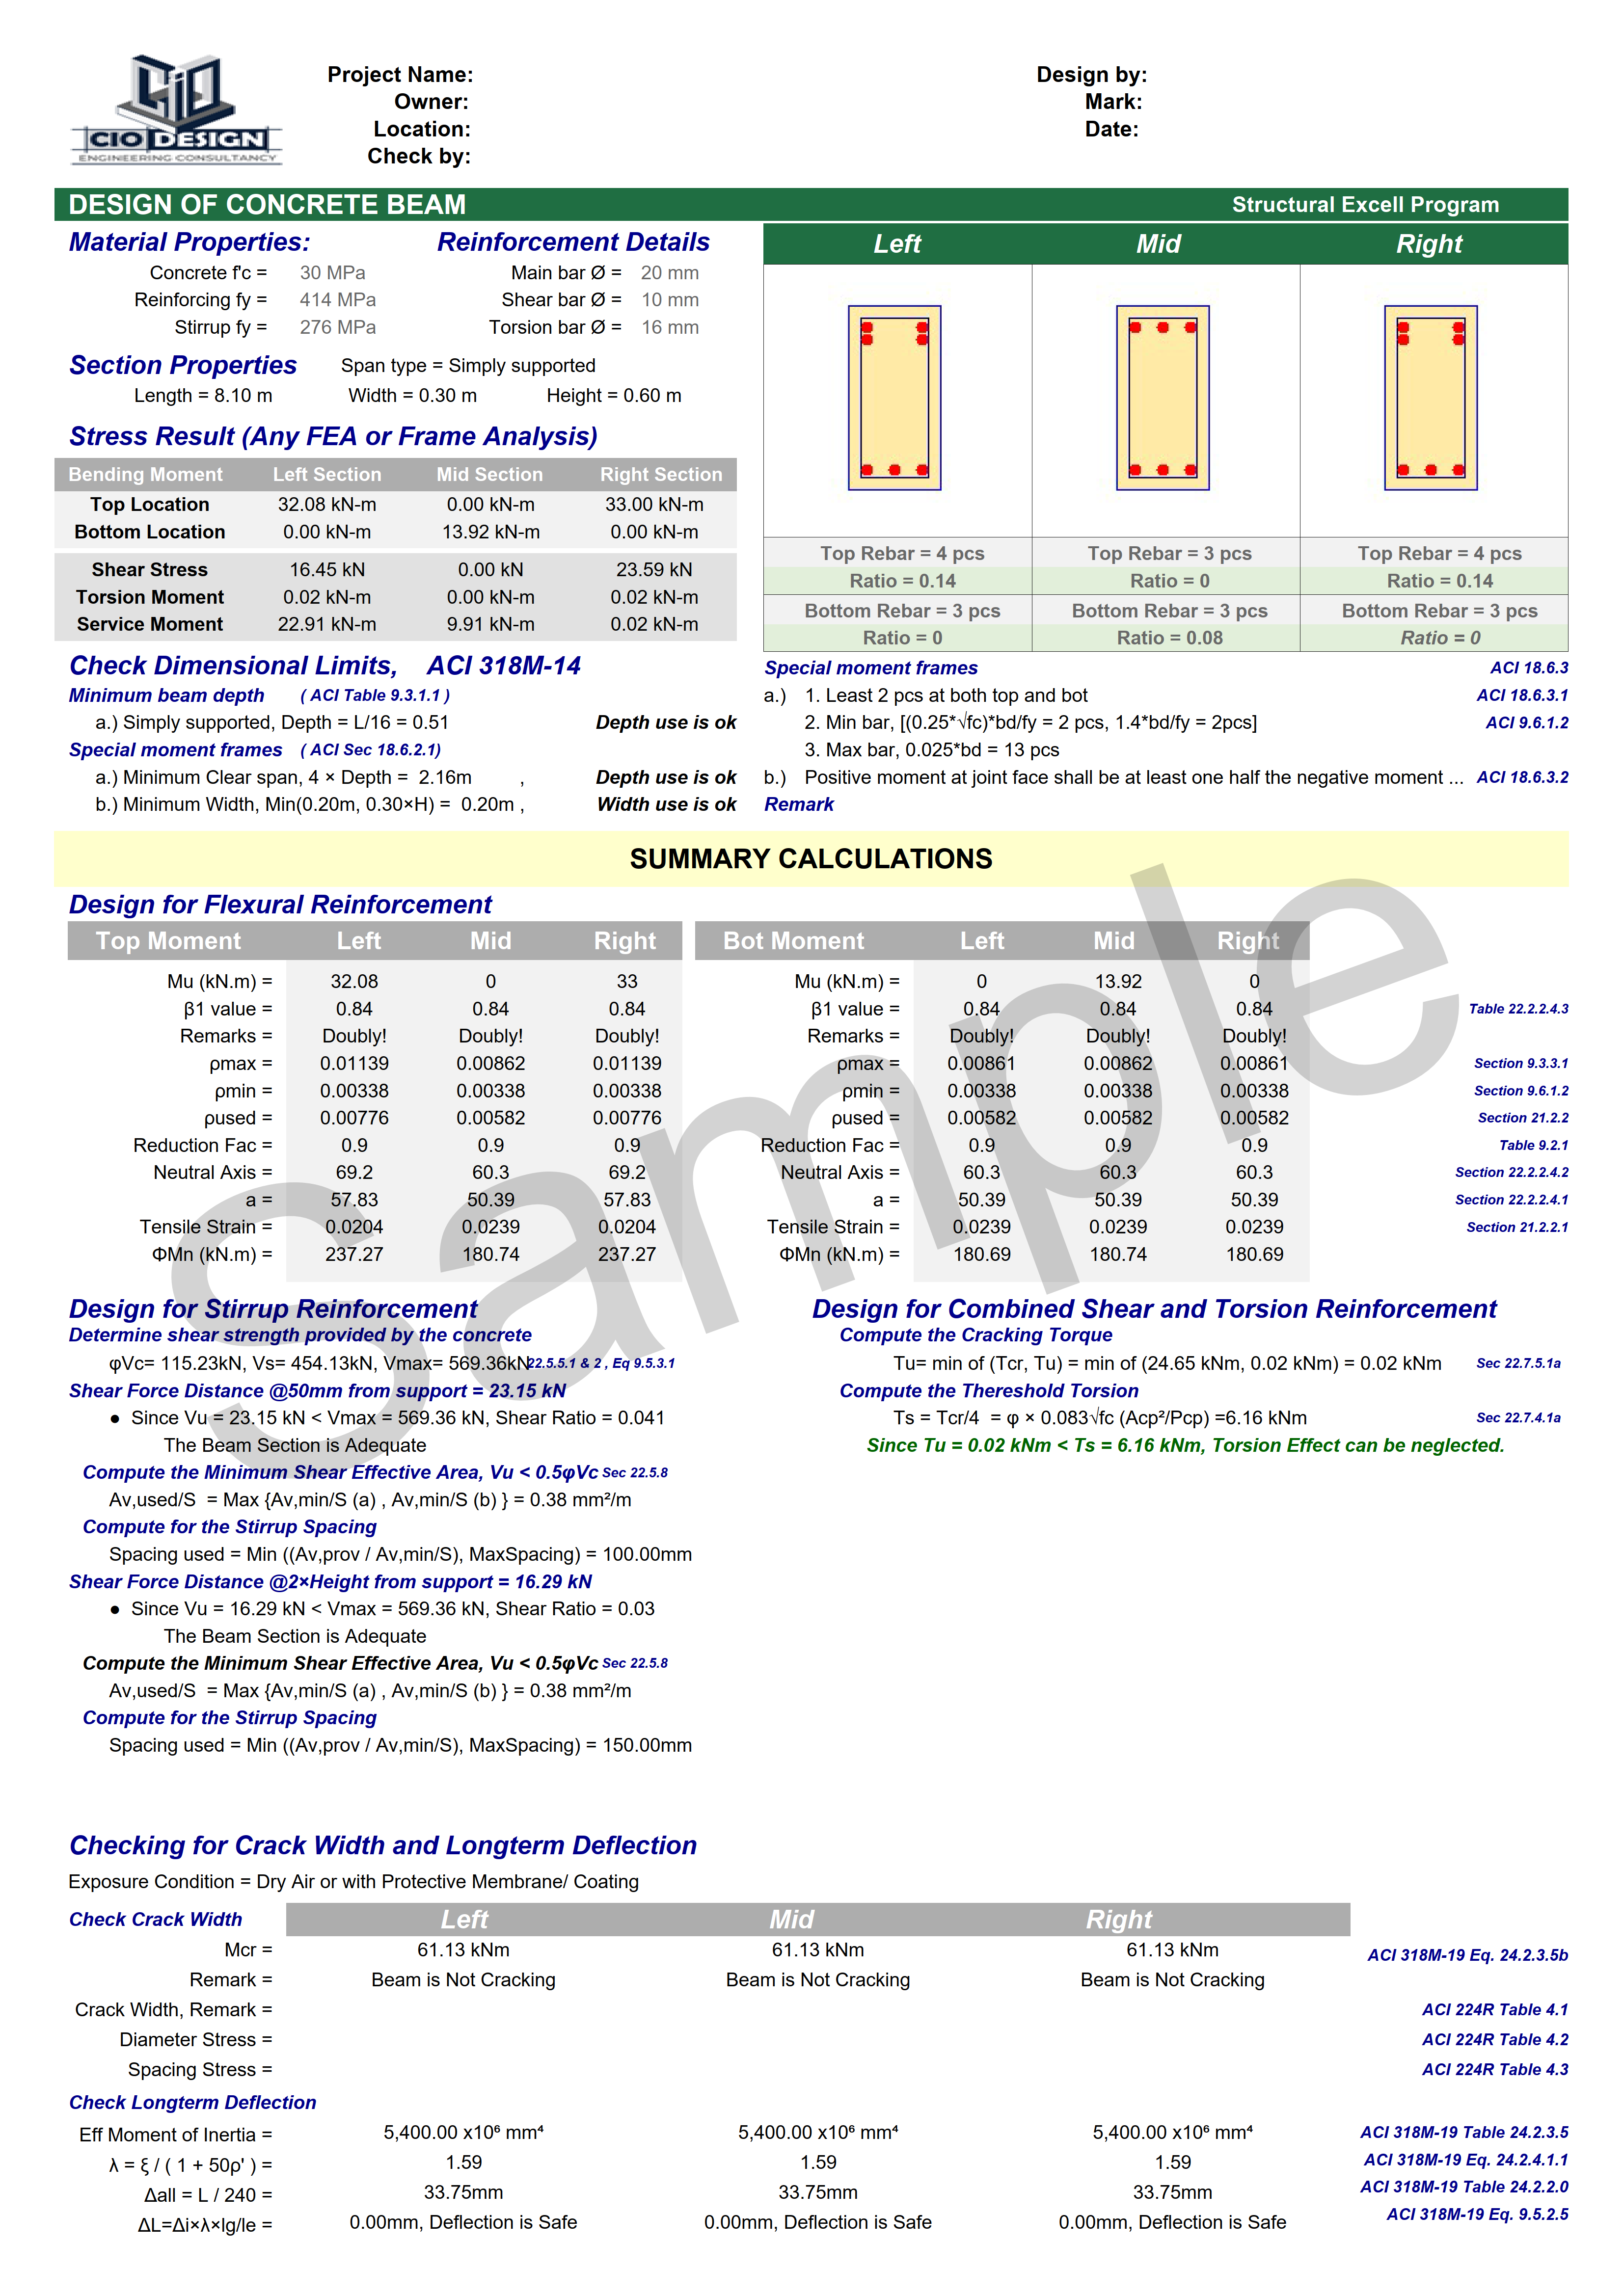 CIO DESIGN
ENGINEERING CONSULTANCY
Project Name:
Owner:
Location:
Check by:
Design by:
Mark:
Date:
DESIGN OF CONCRETE BEAM Structural Excell Program
Material Properties: Reinforcement Details
Concrete f'c = 30 MPa Main bar Ø = 20 mm
Reinforcing fy = 414 MPa Shear bar Ø = 10 mm
Stirrup fy = 276 MPa Torsion bar Ø = 16 mm
Section Properties Span type = Simply supported
Length = 8.10 m Width = 0.30 m Height = 0.60 m
Stress Result (Any FEA or Frame Analysis)
Bending Moment Left Section Mid Section Right Section
Top Location 32.08 kN-m 0.00 kN-m 33.00 kN-m
Bottom Location 0.00 kN-m 13.92 kN-m 0.00 kN-m
Shear Stress 16.45 kN 0.00 kN 23.59 kN
Torsion Moment 0.02 kN-m 0.00 kN-m 0.02 kN-m
Service Moment 22.91 kN-m 9.91 kN-m 0.02 kN-m
Left Mid Right
Top Rebar = 4 pcs Top Rebar = 3 pcs Top Rebar = 4 pcs
Ratio = 0.14 Ratio = 0 Ratio = 0.14
Bottom Rebar = 3 pcs Bottom Rebar = 3 pcs Bottom Rebar = 3 pcs
Ratio = 0 Ratio = 0.08 Ratio = 0
Check Dimensional Limits, ACI 318M-14
Minimum beam depth ( ACI Table 9.3.1.1 )
a.) Simply supported, Depth = L/16 = 0.51 Depth use is ok
Special moment frames ( ACI Sec 18.6.2.1)
a.) Minimum Clear span, 4 × Depth = 2.16m , Depth use is ok
b.) Minimum Width, Min(0.20m, 0.30×H) = 0.20m , Width use is ok
Special moment frames ACI 18.6.3
a.) 1. Least 2 pcs at both top and bot ACI 18.6.3.1
2. Min bar, [(0.25*√fc)*bd/fy = 2 pcs, 1.4*bd/fy = 2pcs] ACI 9.6.1.2
3. Max bar, 0.025*bd = 13 pcs
b.) Positive moment at joint face shall be at least one half the negative moment ... ACI 18.6.3.2
Remark
SUMMARY CALCULATIONS
Design for Flexural Reinforcement
Top Moment Left Mid Right Bot Moment Left Mid Right
Mu (kN.m) = 32.08 0 33 Mu (kN.m) = 0 13.92 0
β1 value = 0.84 0.84 0.84 β1 value = 0.84 0.84 0.84 Table 22.2.2.4.3
Remarks = Doubly! Doubly! Doubly! Remarks = Doubly! Doubly! Doubly!
ρmax = 0.01139 0.00862 0.01139 ρmax = 0.00861 0.00862 0.00861 Section 9.3.3.1
ρmin = 0.00338 0.00338 0.00338 ρmin = 0.00338 0.00338 0.00338 Section 9.6.1.2
ρused = 0.00776 0.00582 0.00776 ρused = 0.00582 0.00582 0.00582 Section 21.2.2
Reduction Fac = 0.9 0.9 0.9 Reduction Fac = 0.9 0.9 0.9 Table 9.2.1
Neutral Axis = 69.2 60.3 69.2 Neutral Axis = 60.3 60.3 60.3 Section 22.2.2.4.2
a = 57.83 50.39 57.83 a = 50.39 50.39 50.39 Section 22.2.2.4.1
Tensile Strain = 0.0204 0.0239 0.0204 Tensile Strain = 0.0239 0.0239 0.0239 Section 21.2.2.1
ΦMn (kN.m) = 237.27 180.74 237.27 ΦMn (kN.m) = 180.69 180.74 180.69
Sample
Design for Stirrup Reinforcement
Determine shear strength provided by the concrete
φVc= 115.23kN, Vs= 454.13kN, Vmax= 569.36kN 22.5.5.1 & 2 , Eq 9.5.3.1
Shear Force Distance @50mm from support = 23.15 kN
● Since Vu = 23.15 kN < Vmax = 569.36 kN, Shear Ratio = 0.041
The Beam Section is Adequate
Compute the Minimum Shear Effective Area, Vu < 0.5φVc Sec 22.5.8
Av,used/S = Max {Av,min/S (a) , Av,min/S (b) } = 0.38 mm²/m
Compute for the Stirrup Spacing
Spacing used = Min ((Av,prov / Av,min/S), MaxSpacing) = 100.00mm
Shear Force Distance @2×Height from support = 16.29 kN
● Since Vu = 16.29 kN < Vmax = 569.36 kN, Shear Ratio = 0.03
The Beam Section is Adequate
Compute the Minimum Shear Effective Area, Vu < 0.5φVc Sec 22.5.8
Av,used/S = Max {Av,min/S (a) , Av,min/S (b) } = 0.38 mm²/m
Compute for the Stirrup Spacing
Spacing used = Min ((Av,prov / Av,min/S), MaxSpacing) = 150.00mm
Design for Combined Shear and Torsion Reinforcement
Compute the Cracking Torque
Tu= min of (Tcr, Tu) = min of (24.65 kNm, 0.02 kNm) = 0.02 kNm Sec 22.7.5.1a
Compute the Thereshold Torsion
Ts = Tcr/4 = φ × 0.083√fc (Acp²/Pcp) =6.16 kNm Sec 22.7.4.1a
Since Tu = 0.02 kNm < Ts = 6.16 kNm, Torsion Effect can be neglected.
Checking for Crack Width and Longterm Deflection
Exposure Condition = Dry Air or with Protective Membrane/ Coating
Check Crack Width Left Mid Right
Mcr = 61.13 kNm 61.13 kNm 61.13 kNm ACI 318M-19 Eq. 24.2.3.5b
Remark = Beam is Not Cracking Beam is Not Cracking Beam is Not Cracking
Crack Width, Remark = ACI 224R Table 4.1
Diameter Stress = ACI 224R Table 4.2
Spacing Stress = ACI 224R Table 4.3
Check Longterm Deflection
Eff Moment of Inertia = 5,400.00 x10⁶ mm⁴ 5,400.00 x10⁶ mm⁴ 5,400.00 x10⁶ mm⁴ ACI 318M-19 Table 24.2.3.5
λ = ξ / ( 1 + 50ρ' ) = 1.59 1.59 1.59 ACI 318M-19 Eq. 24.2.4.1.1
Δall = L / 240 = 33.75mm 33.75mm 33.75mm ACI 318M-19 Table 24.2.2.0
ΔL=Δi×λ×Ig/Ie = 0.00mm, Deflection is Safe 0.00mm, Deflection is Safe 0.00mm, Deflection is Safe ACI 318M-19 Eq. 9.5.2.5